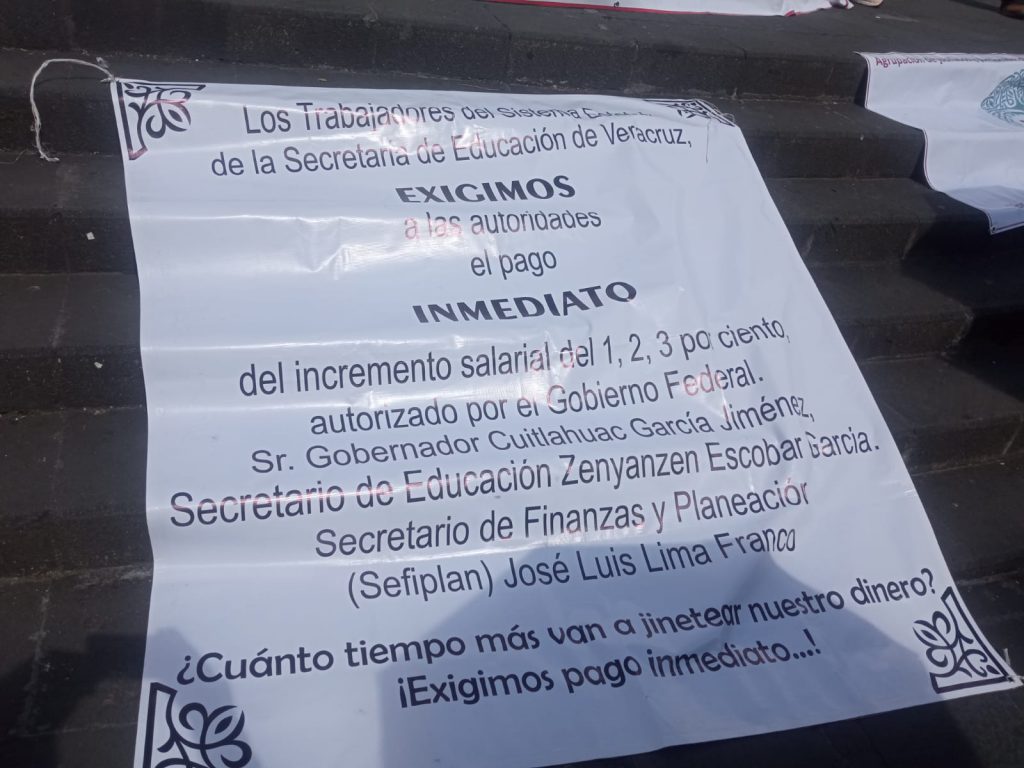 Los Trabajadores del Sistema
de la Secretaría de Educación de Veracruz,
EXIGIMOS
a las autoridades
el pago
INMEDIATO
del incremento salarial del 1, 2, 3 por ciento,
autorizado por el Gobierno Federal.
Sr. Gobernador Cuitlahuac García Jiménez,
Secretario de Educación Zenyanzen Escobar García.
Secretario de Finanzas y Planeación
(Sefiplan) José Luis Lima Franco
¿Cuánto tiempo más van a jinetear nuestro dinero?
¡Exigimos pago inmediato...!
Agrupación de